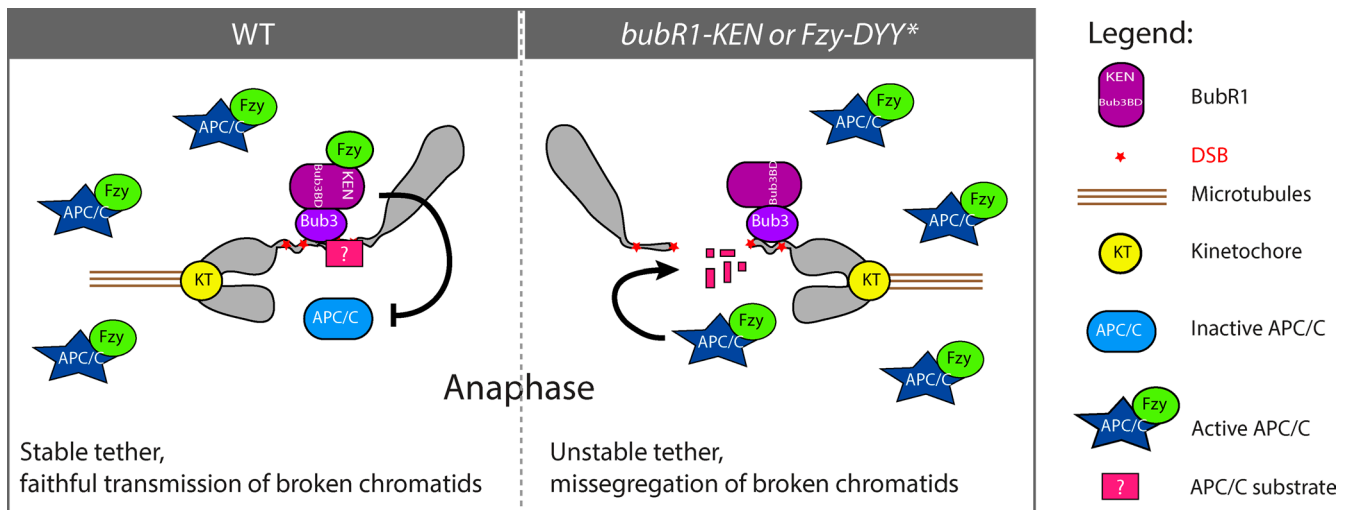 WT
bubR1-KEN or Fzy-DYY*
Legend:
Fzy
APC/C
Fzy
APC/C
Fzy
KEN
Bub3BD
Bub3
?
KT
APC/C
Fzy
APC/C
Fzy
APC/C
Bub3BD
Bub3
Fzy
APC/C
KT
Fzy
APC/C
Fzy
APC/C
Anaphase
Stable tether,
faithful transmission of broken chromatids
Unstable tether,
missegregation of broken chromatids
KEN
Bub3BD
BubR1
DSB
Microtubules
KT
Kinetochore
APC/C
Inactive APC/C
Fzy
APC/C
Active APC/C
?
APC/C substrate